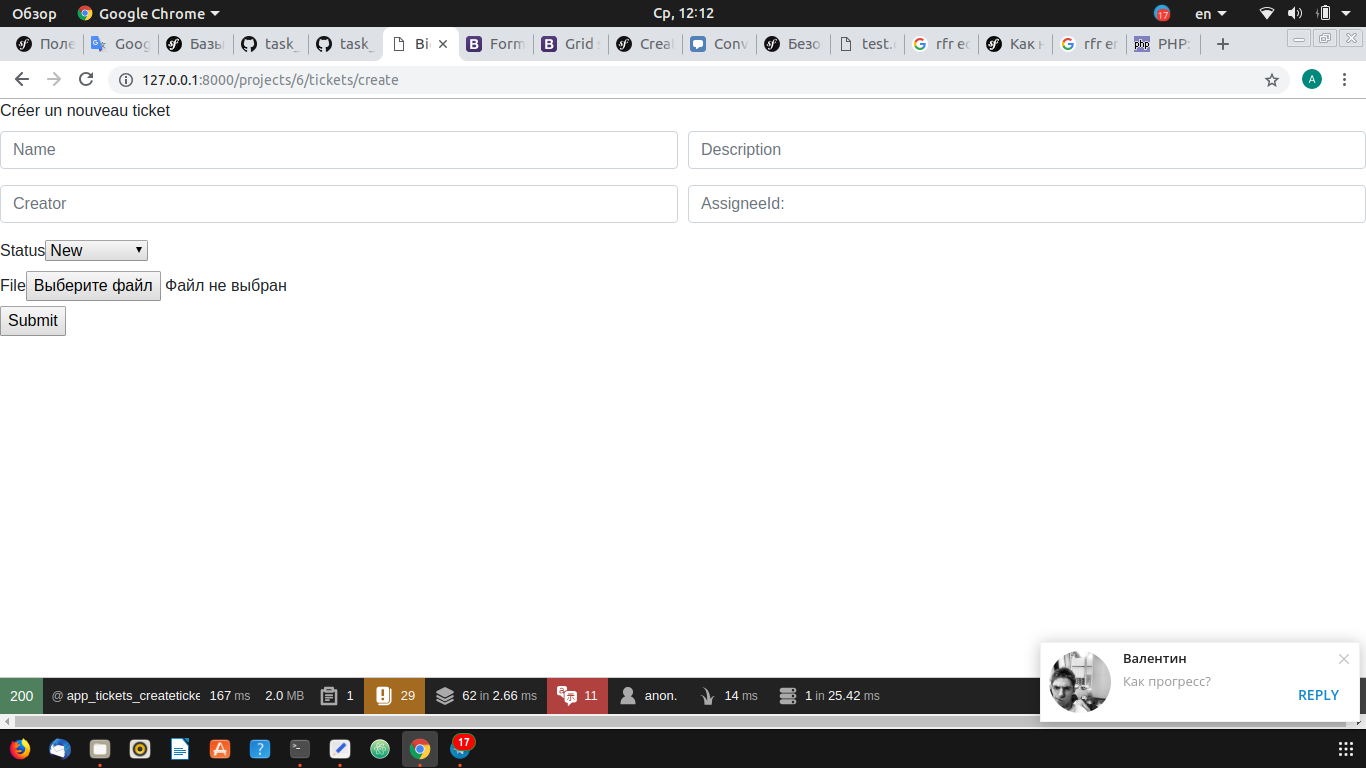 Обзор Google Chrome Ср, 12:12 17 en
Поле Goog Базы task_ task_ Bi Form Grid Crea Conv Безо test. rfr ec Как н rfr er php PHP:
127.0.0.1:8000/projects/6/tickets/create A
Créer un nouveau ticket
Name Description
Creator AssigneeId:
Status New
File Выберите файл Файл не выбран
Submit
Валентин
Как прогресс?
REPLY
200 @ app_tickets_createticke 167 ms 2.0 MB 1 29 62 in 2.66 ms 11 anon. 14 ms 1 in 25.42 ms
17